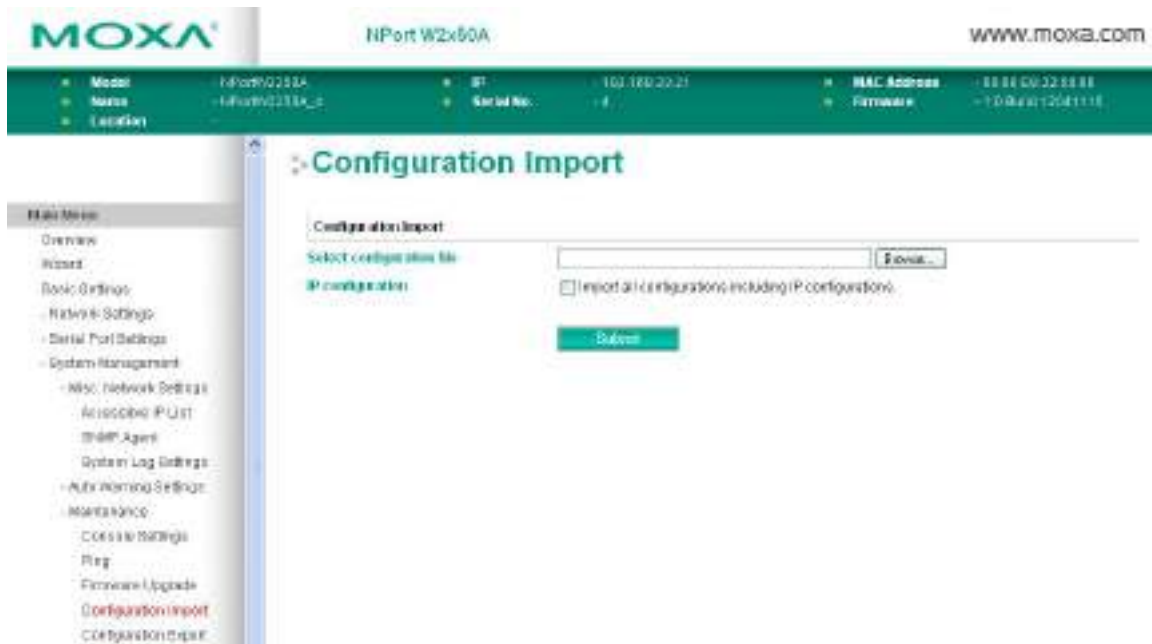 MOXA
NPort W2x50A
www.moxa.com
Model
IP
MAC Address
Name
Serial No.
Firmware
Location
Configuration Import
Main Menu
Overview
Wizard
Basic Settings
- Network Settings
- Serial Port Settings
- System Management
- Misc. Network Settings
Accessible IP List
SNMP Agent
System Log Settings
- Auto Warning Settings
- Maintenance
Console Settings
Ping
Firmware Upgrade
Configuration Import
Configuration Export
Configuration Import
Select configuration file
Browse...
IP configuration
Import all configurations including IP configurations.
Submit